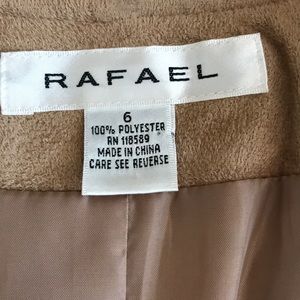 RAFAEL
6
100% POLYESTER
RN 118589
MADE IN CHINA
CARE SEE REVERSE